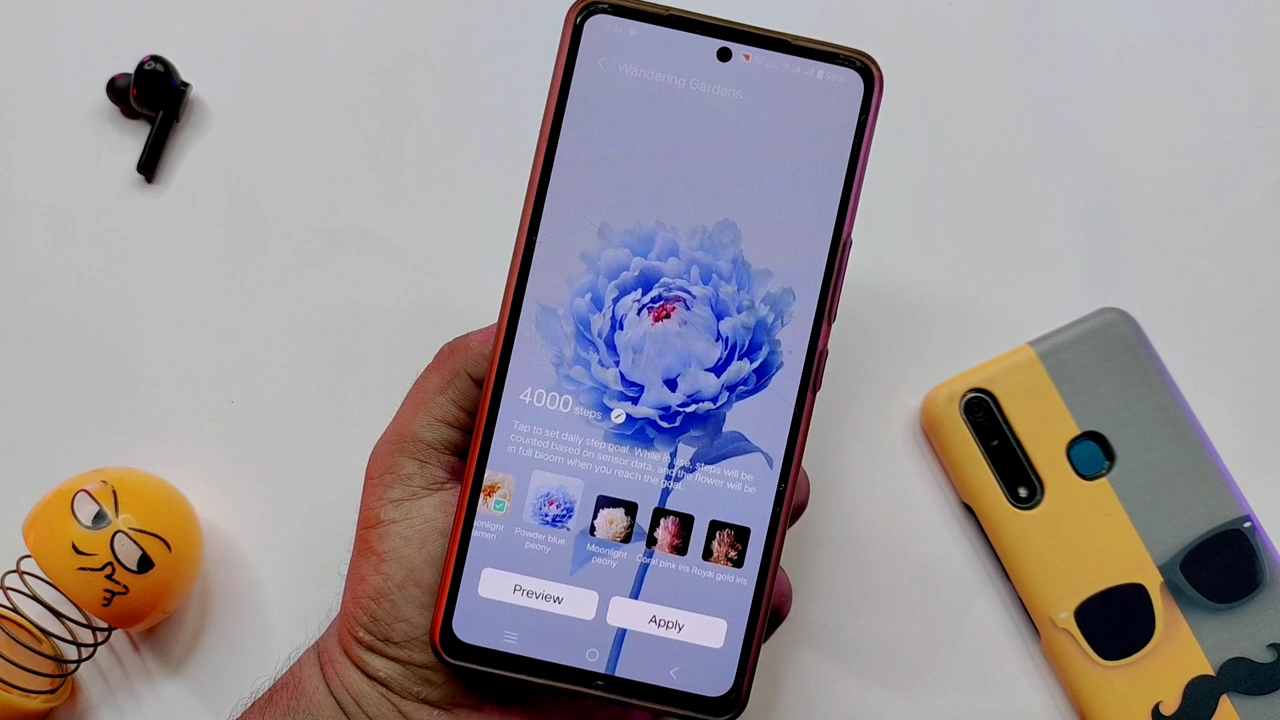 Wandering Gardens
4000 steps
Tap to set daily step goal. While in use, steps will be
counted based on sensor data, and the flower will be
in full bloom when you reach the goal.
onlight
amen
Powder blue
peony
Moonlight
peony
Coral pink iris
Royal gold iris
Preview
Apply